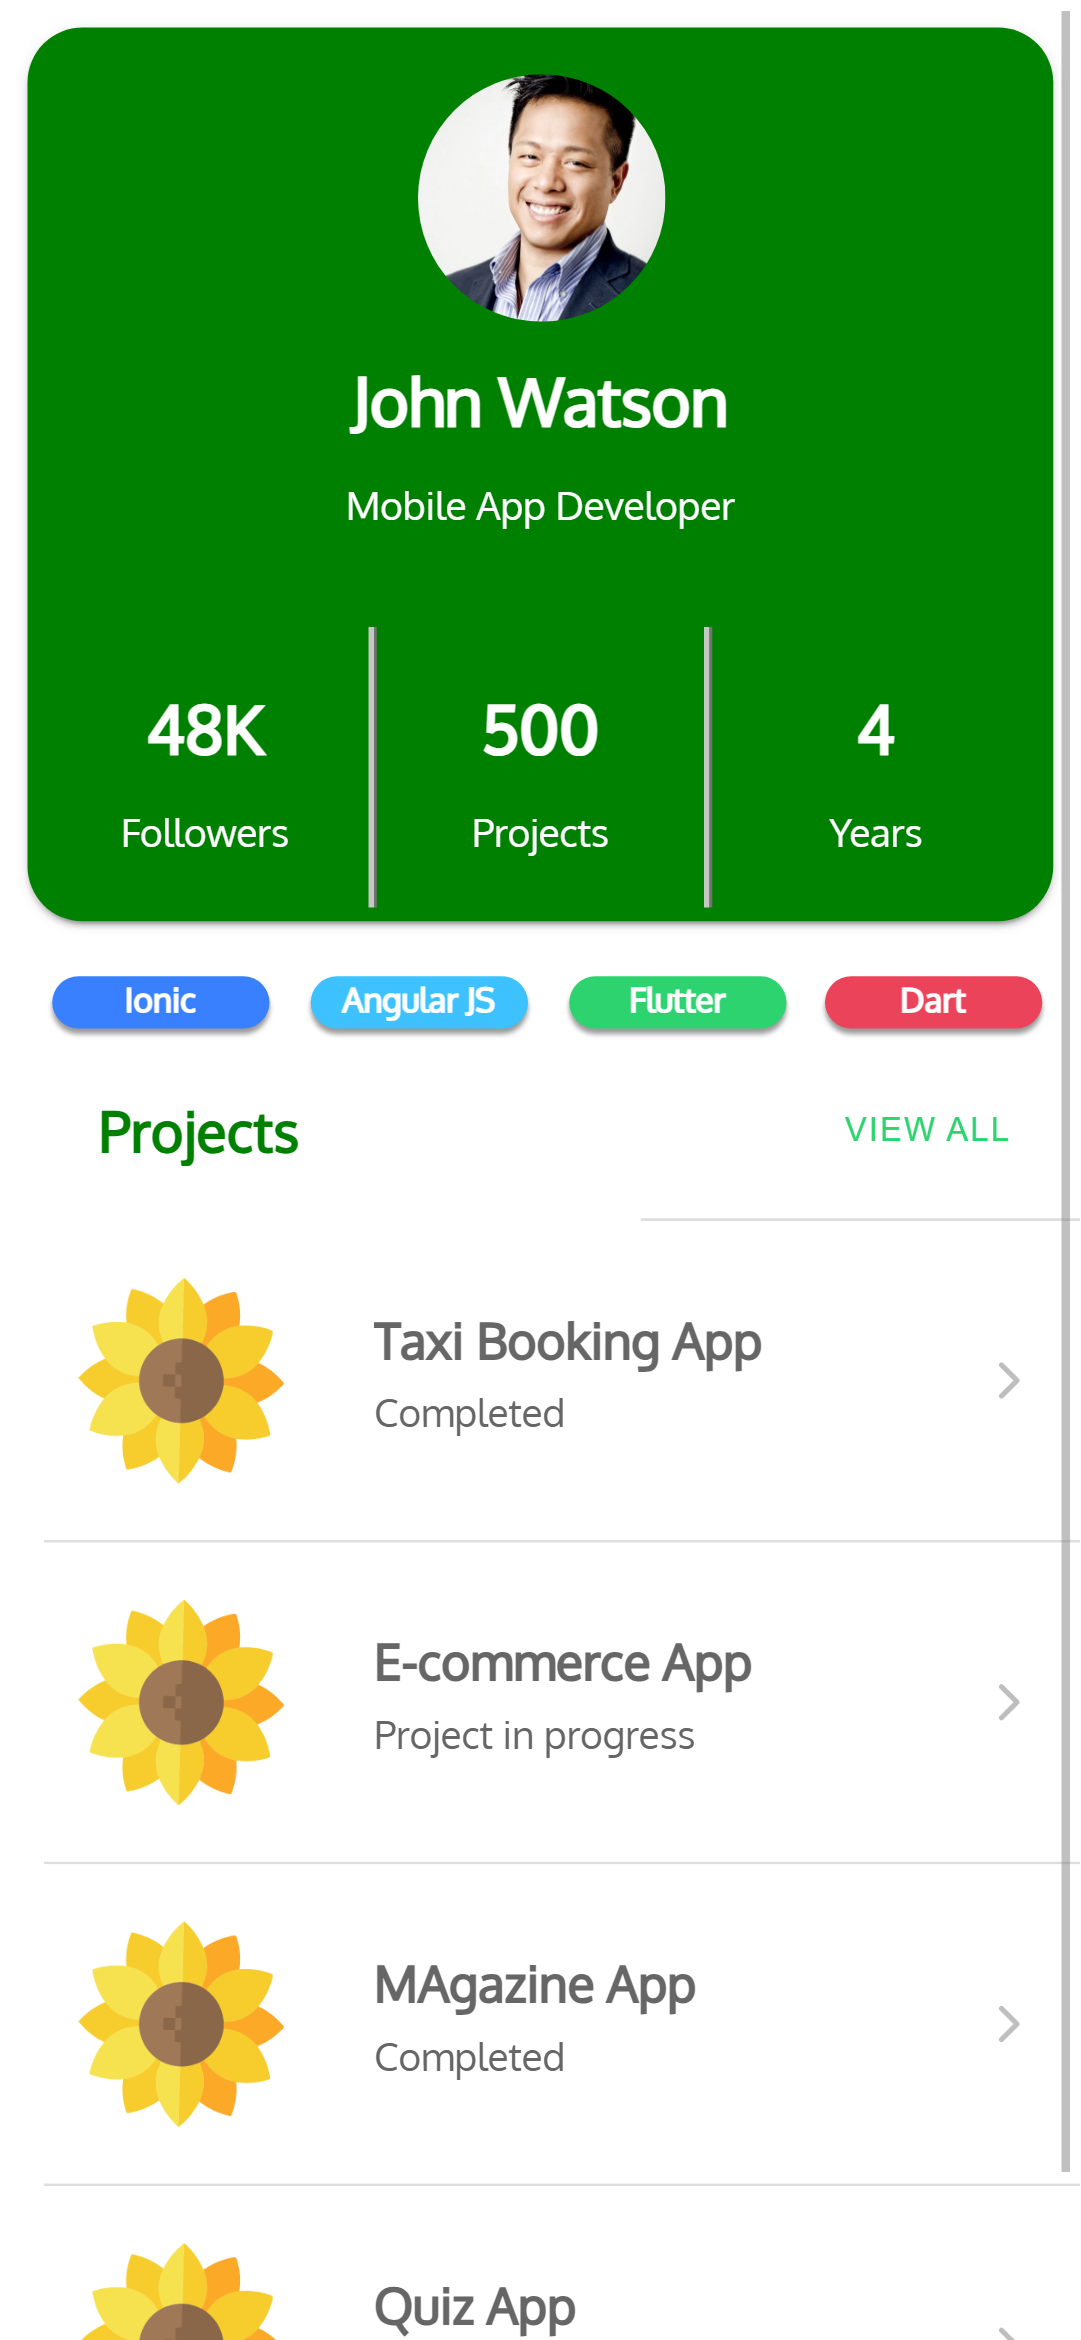 John Watson
Mobile App Developer
48K 500 4
Followers Projects Years
Ionic Angular JS Flutter Dart
Projects VIEW ALL
Taxi Booking App
Completed
E-commerce App
Project in progress
MAgazine App
Completed
Quiz App